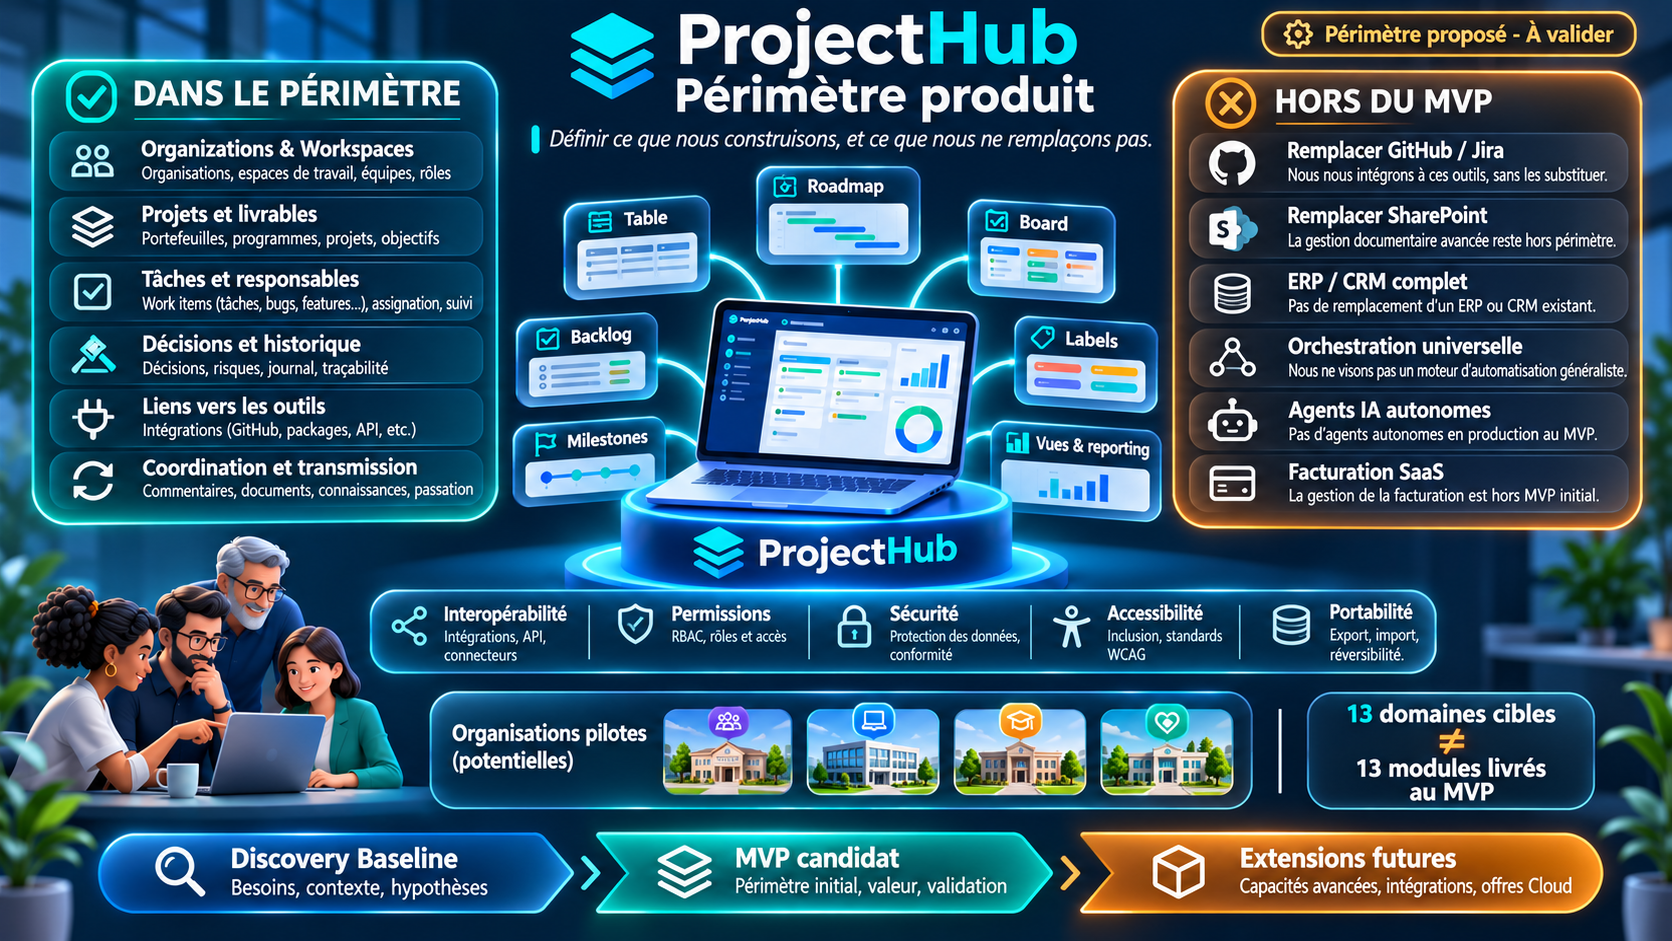 ProjectHub
Périmètre produit
Définir ce que nous construisons, et ce que nous ne remplaçons pas.
Périmètre proposé - À valider
DANS LE PÉRIMÈTRE
Organizations & Workspaces
Organisations, espaces de travail, équipes, rôles
Projets et livrables
Portefeuilles, programmes, projets, objectifs
Tâches et responsables
Work items (tâches, bugs, features...), assignation, suivi
Décisions et historique
Décisions, risques, journal, traçabilité
Liens vers les outils
Intégrations (GitHub, packages, API, etc.)
Coordination et transmission
Commentaires, documents, connaissances, passation
Table
Roadmap
Board
Backlog
Labels
Milestones
Vues & reporting
ProjectHub
HORS DU MVP
Remplacer GitHub / Jira
Nous nous intégrons à ces outils, sans les substituer.
S
Remplacer SharePoint
La gestion documentaire avancée reste hors périmètre.
ERP / CRM complet
Pas de remplacement d'un ERP ou CRM existant.
Orchestration universelle
Nous ne visons pas un moteur d'automatisation généraliste.
Agents IA autonomes
Pas d'agents autonomes en production au MVP.
Facturation SaaS
La gestion de la facturation est hors MVP initial.
Interopérabilité
Intégrations, API,
connecteurs
Permissions
RBAC, rôles et accès
Sécurité
Protection des données,
conformité
Accessibilité
Inclusion, standards
WCAG
Portabilité
Export, import,
réversibilité.
Organisations pilotes
(potentielles)
13 domaines cibles
≠
13 modules livrés
au MVP
Discovery Baseline
Besoins, contexte, hypothèses
MVP candidat
Périmètre initial, valeur, validation
Extensions futures
Capacités avancées, intégrations, offres Cloud